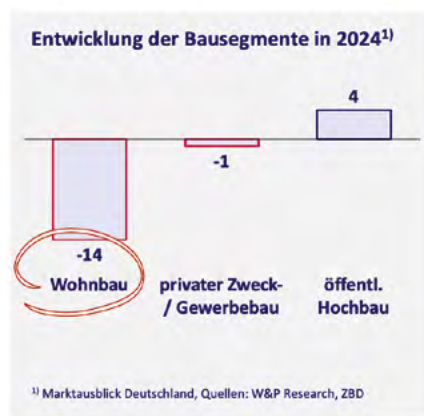 Entwicklung der Bausegmente in 2024¹⁾
4
-1
-14
Wohnbau privater Zweck- öffentl.
/ Gewerbebau Hochbau
¹⁾ Marktausblick Deutschland, Quellen: W&P Research, ZBD